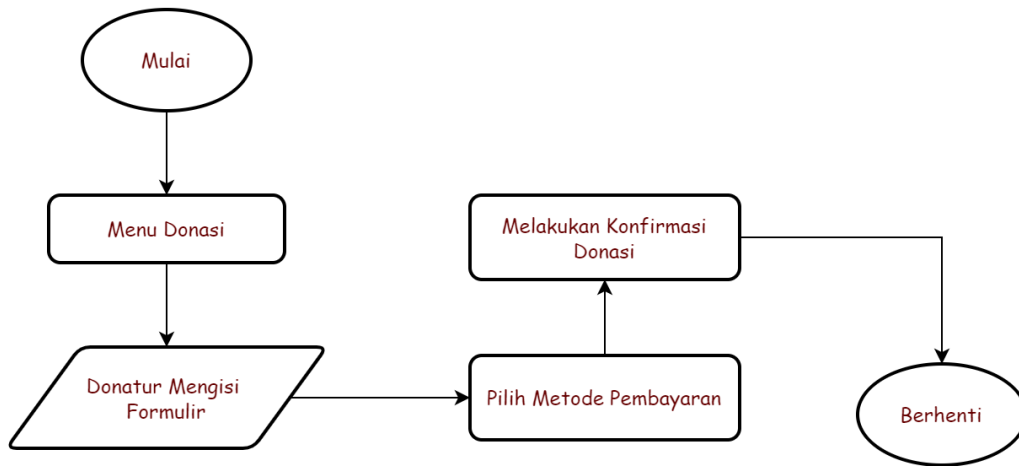 Mulai
Menu Donasi
Donatur Mengisi
Formulir
Pilih Metode Pembayaran
Melakukan Konfirmasi
Donasi
Berhenti